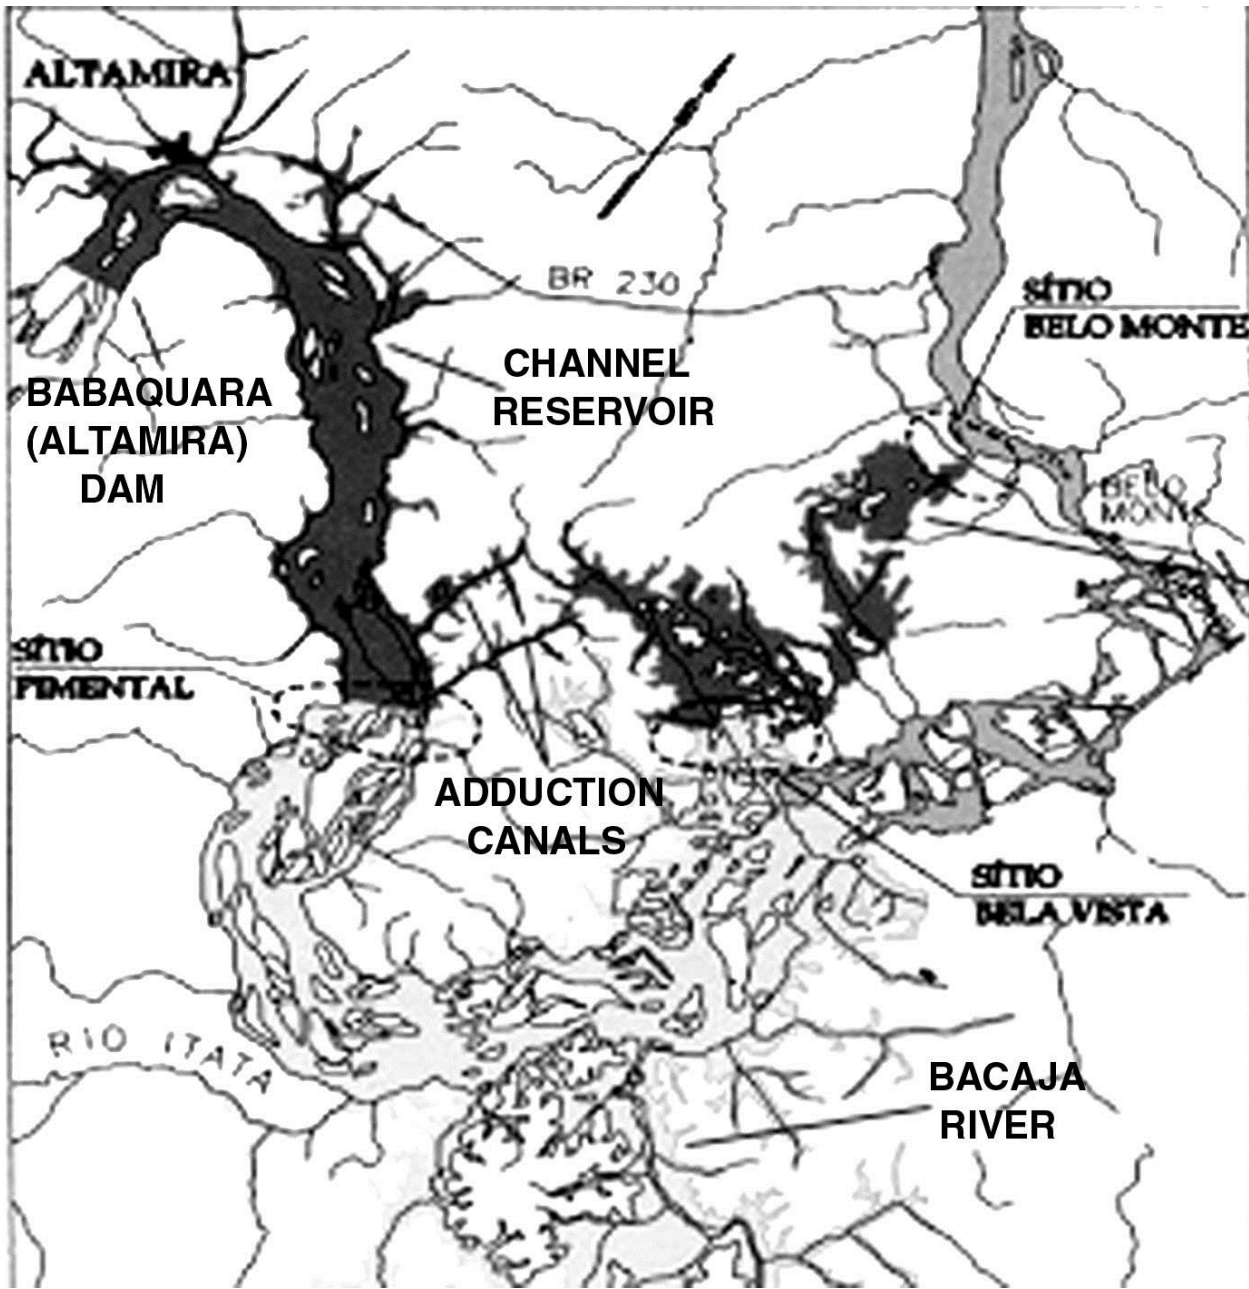 ALTAMIRA
BR 230
SÍTIO
BELO MONTE
CHANNEL
RESERVOIR
BABAQUARA
(ALTAMIRA)
DAM
BELO
MONTE
SÍTIO
PIMENTAL
ADDUCTION
CANALS
SÍTIO
BELA VISTA
RIO ITATA
BACAJA
RIVER